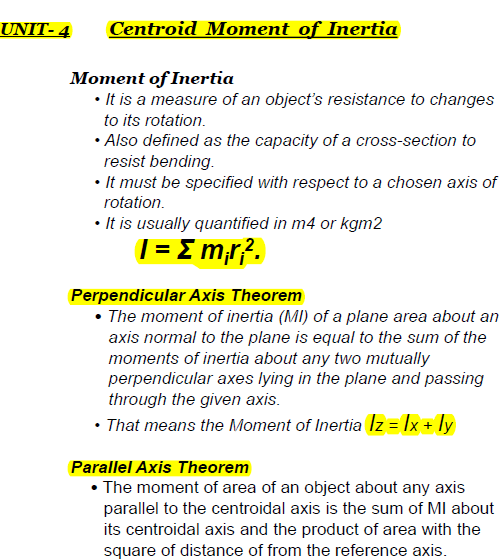 UNIT- 4 Centroid Moment of Inertia
Moment of Inertia
• It is a measure of an object's resistance to changes
to its rotation.
• Also defined as the capacity of a cross-section to
resist bending.
• It must be specified with respect to a chosen axis of
rotation.
• It is usually quantified in m4 or kgm2
I = Σ mᵢrᵢ².
Perpendicular Axis Theorem
• The moment of inertia (MI) of a plane area about an
axis normal to the plane is equal to the sum of the
moments of inertia about any two mutually
perpendicular axes lying in the plane and passing
through the given axis.
• That means the Moment of Inertia Iz = Ix + Iy
Parallel Axis Theorem
• The moment of area of an object about any axis
parallel to the centroidal axis is the sum of MI about
its centroidal axis and the product of area with the
square of distance of from the reference axis.